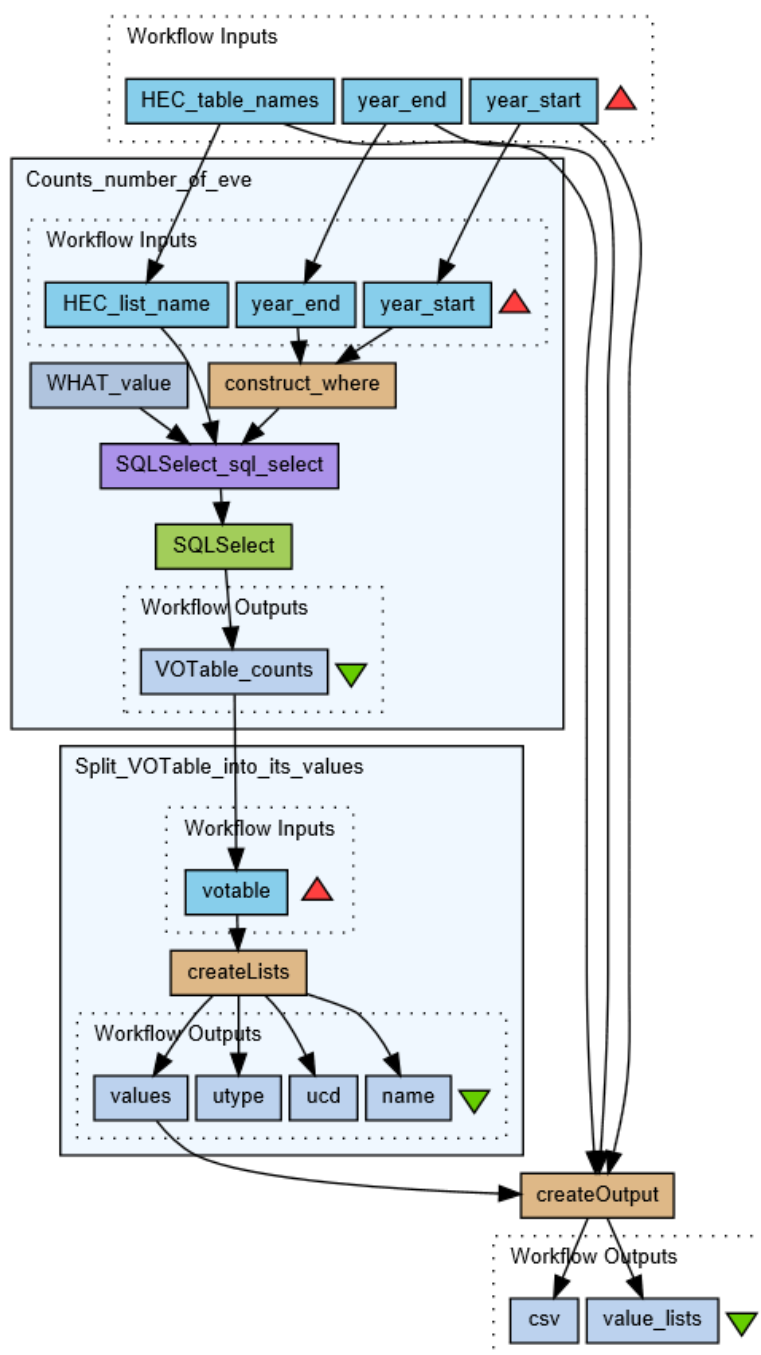 Workflow Inputs
HEC_table_names year_end year_start
Counts_number_of_eve
Workflow Inputs
HEC_list_name year_end year_start
WHAT_value construct_where
SQLSelect_sql_select
SQLSelect
Workflow Outputs
VOTable_counts
Split_VOTable_into_its_values
Workflow Inputs
votable
createLists
Workflow Outputs
values utype ucd name
createOutput
Workflow Outputs
csv value_lists